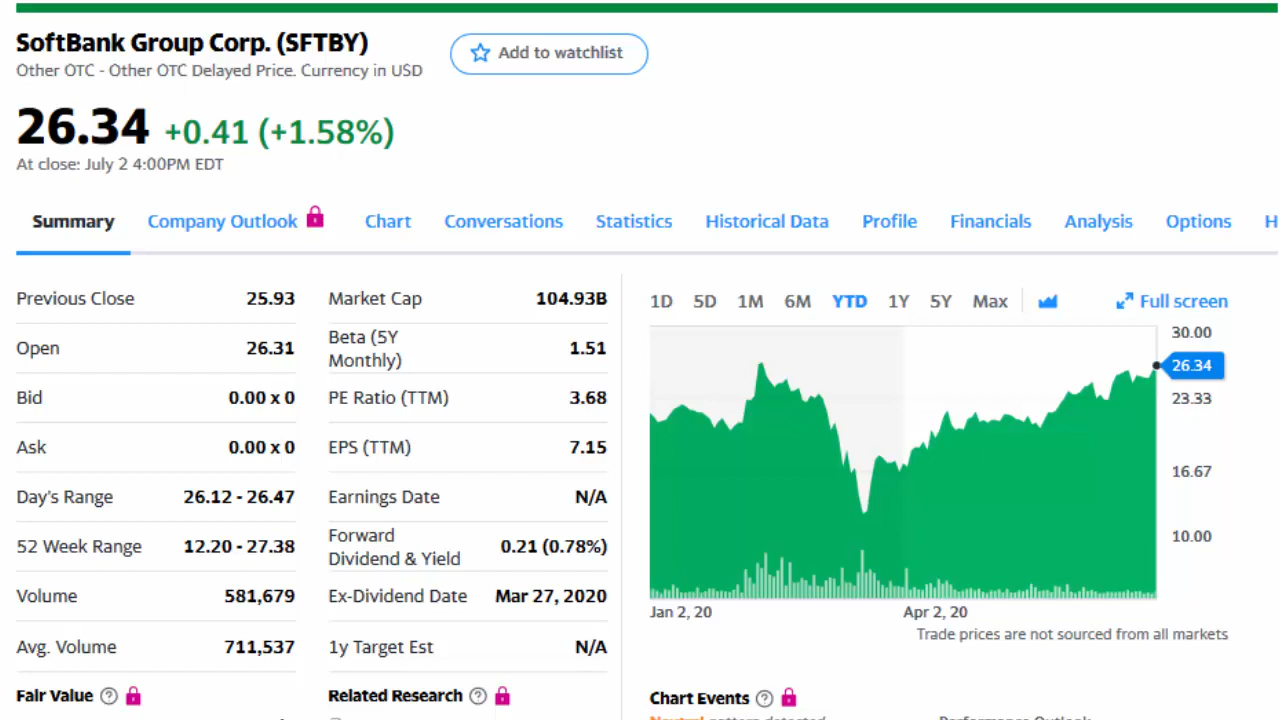 SoftBank Group Corp. (SFTBY)
Add to watchlist
Other OTC - Other OTC Delayed Price. Currency in USD
26.34 +0.41 (+1.58%)
At close: July 2 4:00PM EDT
Summary Company Outlook Chart Conversations Statistics Historical Data Profile Financials Analysis Options H
Previous Close 25.93
Open 26.31
Bid 0.00 x 0
Ask 0.00 x 0
Day's Range 26.12 - 26.47
52 Week Range 12.20 - 27.38
Volume 581,679
Avg. Volume 711,537
Fair Value ?
Market Cap 104.93B
Beta (5Y
Monthly) 1.51
PE Ratio (TTM) 3.68
EPS (TTM) 7.15
Earnings Date N/A
Forward
Dividend & Yield 0.21 (0.78%)
Ex-Dividend Date Mar 27, 2020
1y Target Est N/A
Related Research ?
1D 5D 1M 6M YTD 1Y 5Y Max Full screen
30.00
26.34
23.33
16.67
10.00
Jan 2, 20 Apr 2, 20
Trade prices are not sourced from all markets
Chart Events ?
Neutral pattern detected Performance Outlook